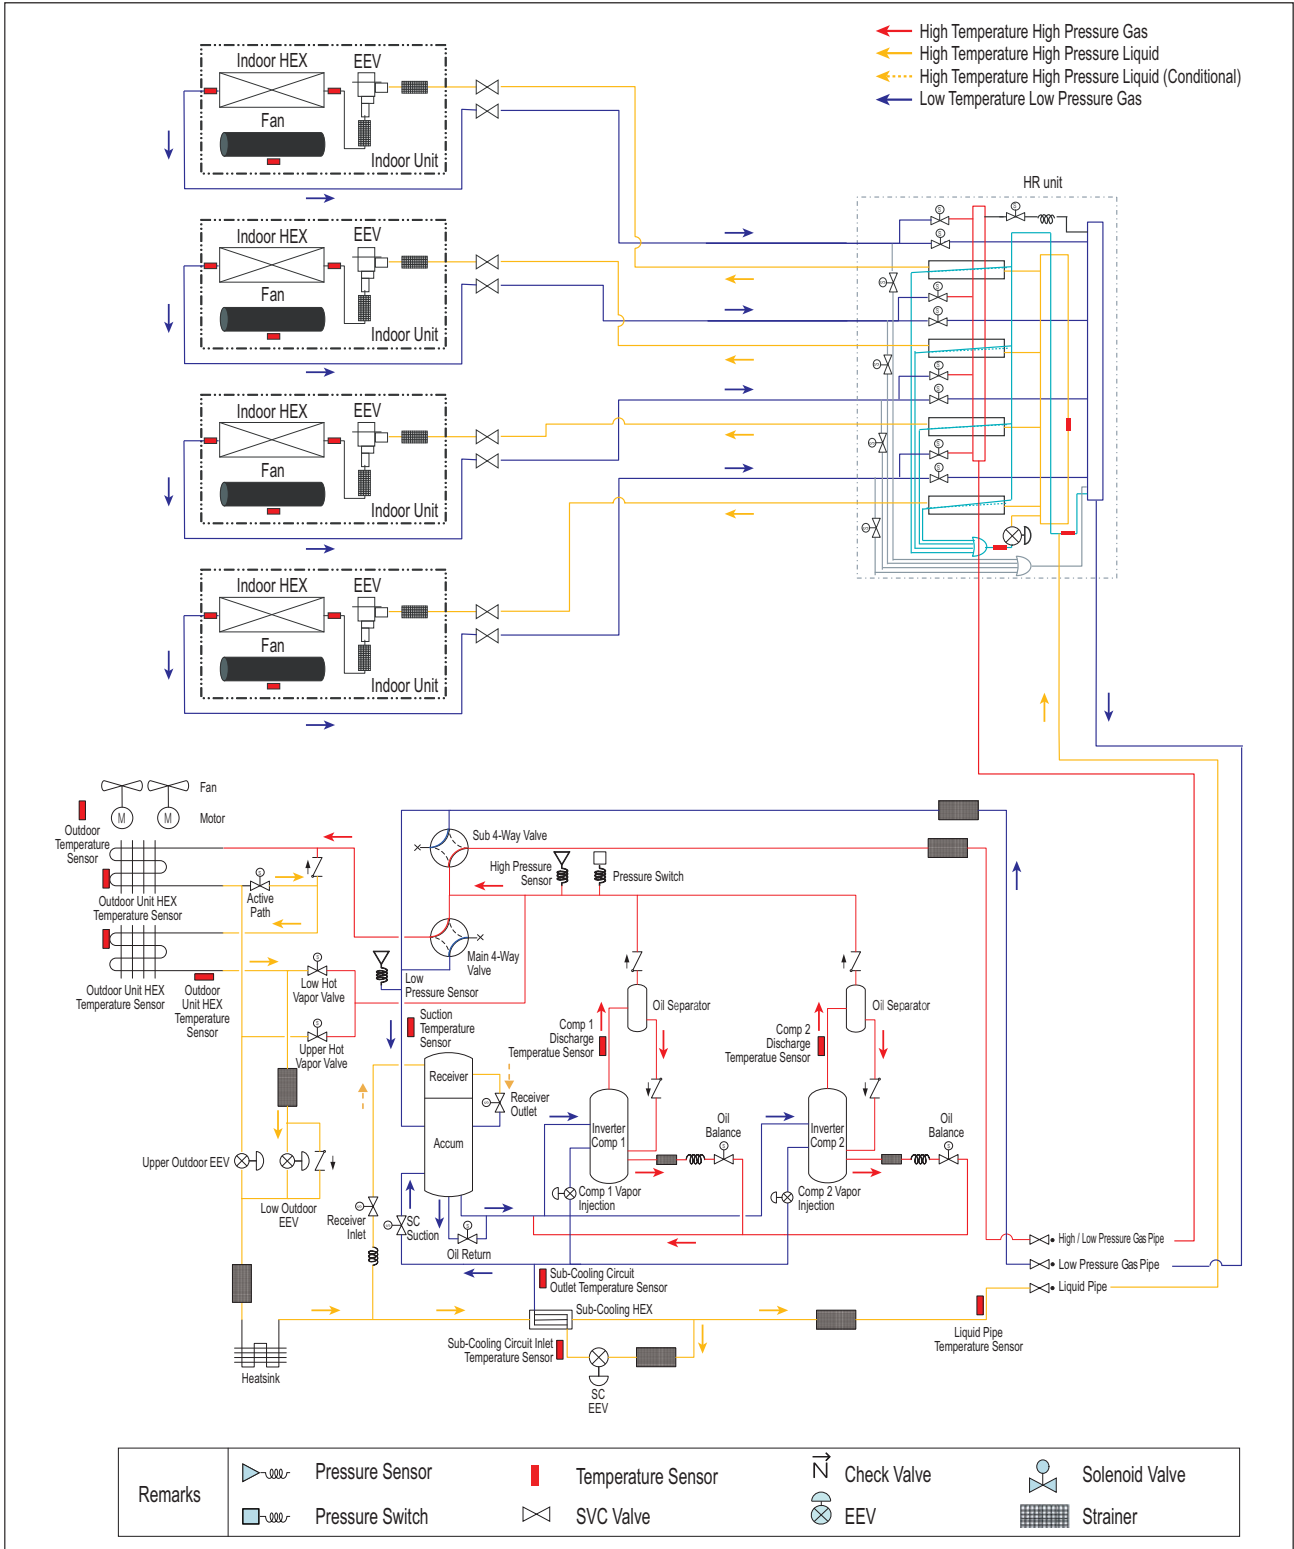 High Temperature High Pressure Gas
High Temperature High Pressure Liquid
High Temperature High Pressure Liquid (Conditional)
Low Temperature Low Pressure Gas
Indoor HEX
EEV
Fan
Indoor Unit
HR unit
Indoor HEX
EEV
Fan
Indoor Unit
Indoor HEX
EEV
Fan
Indoor Unit
Indoor HEX
EEV
Fan
Indoor Unit
Fan
M
M
Motor
Outdoor
Temperature
Sensor
Sub 4-Way Valve
High Pressure
Sensor
Pressure Switch
Outdoor Unit HEX
Temperature Sensor
Active
Path
Main 4-Way
Valve
Outdoor Unit HEX
Temperature Sensor
Outdoor
Unit HEX
Temperature
Sensor
Low Hot
Vapor Valve
Low
Pressure Sensor
Upper Hot
Vapor Valve
Suction
Temperature
Sensor
Oil Separator
Oil Separator
Comp 1
Discharge
Temperatue Sensor
Comp 2
Discharge
Temperatue Sensor
Receiver
Receiver
Outlet
Accum
Inverter
Comp 1
Oil
Balance
Inverter
Comp 2
Oil
Balance
Upper Outdoor EEV
Low Outdoor
EEV
Receiver
Inlet
SC
Suction
Oil Return
Comp 1 Vapor
Injection
Comp 2 Vapor
Injection
High / Low Pressure Gas Pipe
Low Pressure Gas Pipe
Liquid Pipe
Sub-Cooling Circuit
Outlet Temperature Sensor
Sub-Cooling HEX
Sub-Cooling Circuit Inlet
Temperature Sensor
Liquid Pipe
Temperature Sensor
Heatsink
SC
EEV
Remarks
Pressure Sensor
Temperature Sensor
Check Valve
Solenoid Valve
Pressure Switch
SVC Valve
EEV
Strainer